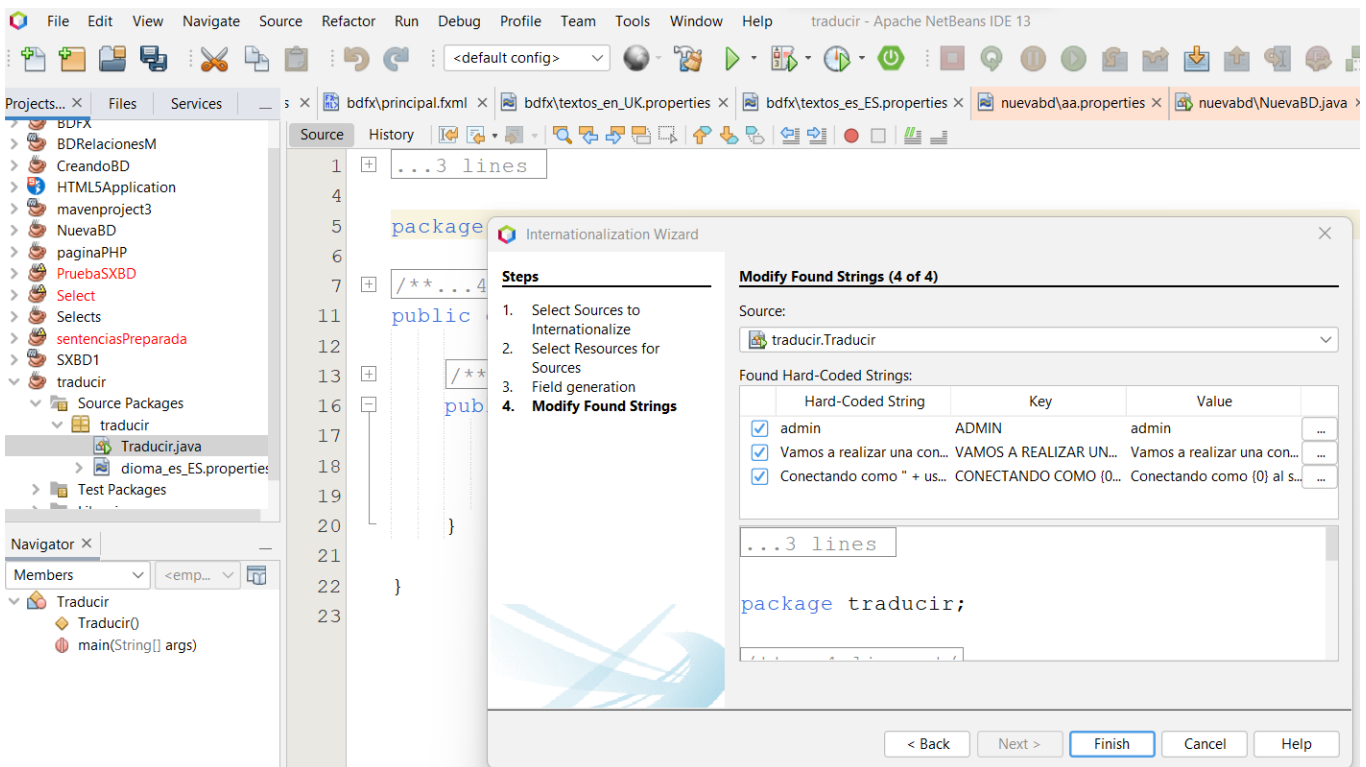 File Edit View Navigate Source Refactor Run Debug Profile Team Tools Window Help traducir - Apache NetBeans IDE 13
<default config>
Projects... × Files Services
s × bdfx\principal.fxml × bdfx\textos_en_UK.properties × bdfx\textos_es_ES.properties × nuevabd\aa.properties × nuevabd\NuevaBD.java ×
Source History
BDFX
BDRelacionesM
CreandoBD
HTML5Application
mavenproject3
NuevaBD
paginaPHP
PruebaSXBD
Select
Selects
sentenciasPreparada
SXBD1
traducir
Source Packages
traducir
Traducir.java
dioma_es_ES.properties
Test Packages
Navigator ×
Members <emp...
Traducir
Traducir()
main(String[] args)
1 ...3 lines
4
5 package
6
7 /**...4
11 public
12
13 /**
16 pub
17
18
19
20 }
21
22 }
23
Internationalization Wizard
Steps
1. Select Sources to
Internationalize
2. Select Resources for
Sources
3. Field generation
4. Modify Found Strings
Modify Found Strings (4 of 4)
Source:
traducir.Traducir
Found Hard-Coded Strings:
Hard-Coded String Key Value
admin ADMIN admin ...
Vamos a realizar una con... VAMOS A REALIZAR UN... Vamos a realizar una con... ...
Conectando como " + us... CONECTANDO COMO {0... Conectando como {0} al s... ...
...3 lines
package traducir;
< Back Next > Finish Cancel Help